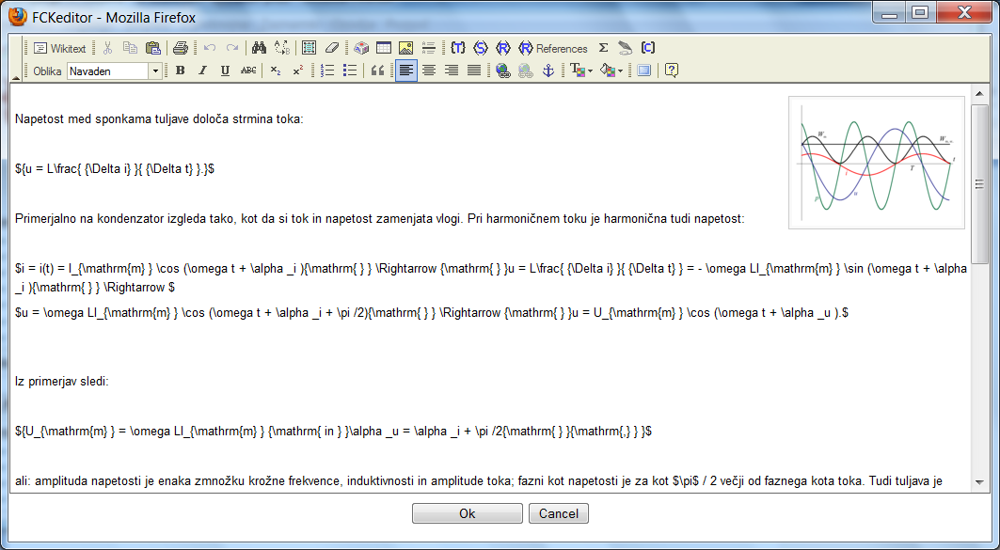 FCKeditor - Mozilla Firefox
Wikitext References Σ
Oblika Navaden B I U ABC x₂ x²
Napetost med sponkama tuljave določa strmina toka:
${u = L\frac{ {\Delta i} }{ {\Delta t} }.}$
Primerjalno na kondenzator izgleda tako, kot da si tok in napetost zamenjata vlogi. Pri harmoničnem toku je harmonična tudi napetost:
$i = i(t) = I_{\mathrm{m} } \cos (\omega t + \alpha _i ){\mathrm{ } } \Rightarrow {\mathrm{ } }u = L\frac{ {\Delta i} }{ {\Delta t} } = - \omega LI_{\mathrm{m} } \sin (\omega t + \alpha
_i ){\mathrm{ } } \Rightarrow $
$u = \omega LI_{\mathrm{m} } \cos (\omega t + \alpha _i + \pi /2){\mathrm{ } } \Rightarrow {\mathrm{ } }u = U_{\mathrm{m} } \cos (\omega t + \alpha _u ).$
Iz primerjav sledi:
${U_{\mathrm{m} } = \omega LI_{\mathrm{m} } {\mathrm{ in } }\alpha _u = \alpha _i + \pi /2{\mathrm{ } }{\mathrm{,} } }$
ali: amplituda napetosti je enaka zmnožku krožne frekvence, induktivnosti in amplitude toka; fazni kot napetosti je za kot $\pi$ / 2 večji od faznega kota toka. Tudi tuljava je
Ok Cancel